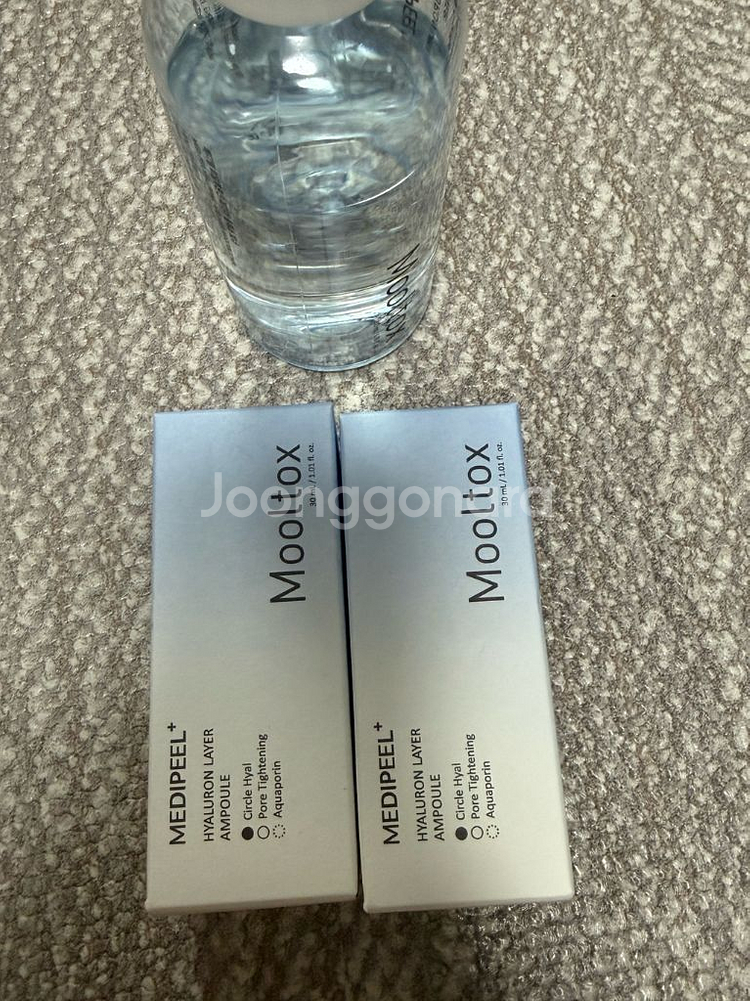 Mooltox
Joonggonara
Mooltox
30 mL / 1.01 fl. oz.
MEDIPEEL+
HYALURON LAYER
AMPOULE
Circle Hyal
Pore Tightening
Aquaporin
Mooltox
30 mL / 1.01 fl. oz.
MEDIPEEL+
HYALURON LAYER
AMPOULE
Circle Hyal
Pore Tightening
Aquaporin